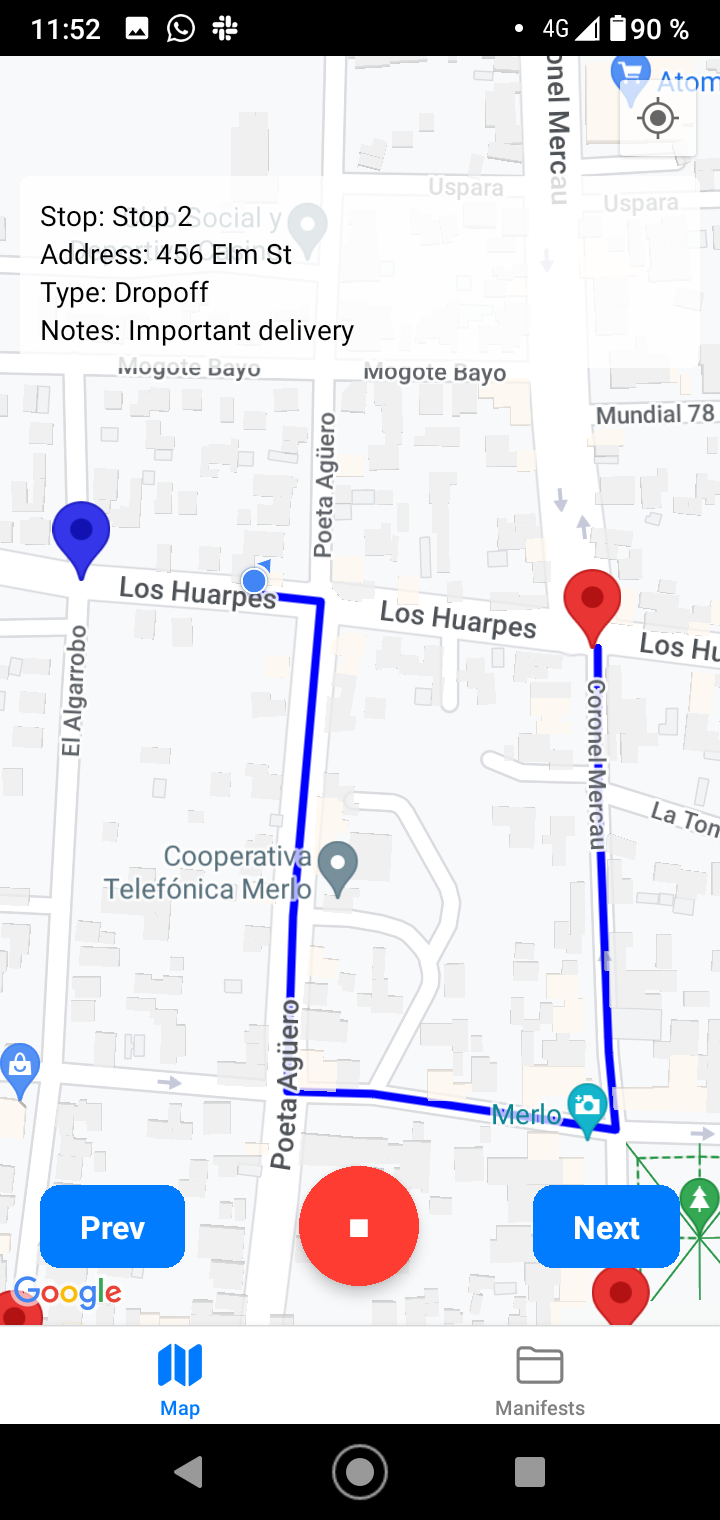 11:52
4G
90 %
onel Mercau
Atom
Uspara
Uspara
Stop: Stop 2
Address: 456 Elm St
Type: Dropoff
Notes: Important delivery
Mogote Bayo
Mogote Bayo
Mundial 78
Poeta Agüero
Los Huarpes
Los Huarpes
Los Hu
El Algarrobo
Coronel Mercau
La Tom
Cooperativa
Telefónica Merlo
Poeta Agüero
Merlo
Prev
Next
Google
Map
Manifests